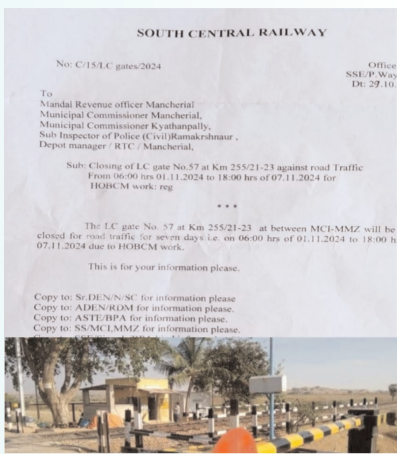 SOUTH CENTRAL RAILWAY
No: C/15/LC gates/2024
Office
SSE/P.Way
Dt: 29.10.
To
Mandal Revenue officer Mancherial
Municipal Commissioner Mancherial,
Municipal Commissioner Kyathanpally,
Sub Inspector of Police (Civil)Ramakrshnaur ,
Depot manager / RTC / Mancherial,
Sub: Closing of LC gate No.57 at Km 255/21-23 against road Traffic
From 06:00 hrs 01.11.2024 to 18:00 hrs of 07.11.2024 for
HOBCM work: reg
***
The LC gate No. 57 at Km 255/21-23 at between MCI-MMZ will be
closed for road traffic for seven days i.e. on 06:00 hrs of 01.11.2024 to 18:00 h
07.11.2024 due to HOBCM work.
This is for your information please.
Copy to: Sr.DEN/N/SC for information please
Copy to: ADEN/RDM for information please.
Copy to: ASTE/BPA for information please.
Copy to: SS/MCI,MMZ for information please.